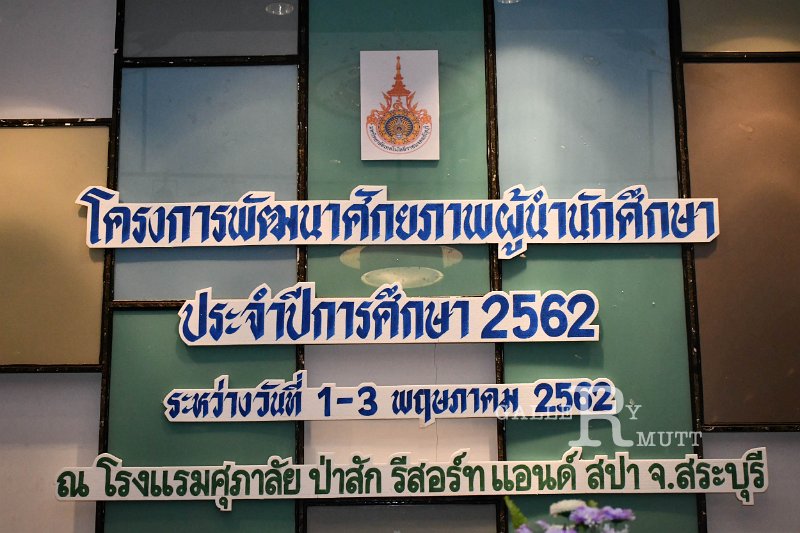 โครงการพัฒนาศักยภาพผู้นำนักศึกษา
ประจำปีการศึกษา 2562
ระหว่างวันที่ 1-3 พฤษภาคม 2562
GALLERY
RMUTT
ณ โรงแรมศุภาลัย ป่าสัก รีสอร์ท แอนด์ สปา จ.สระบุรี